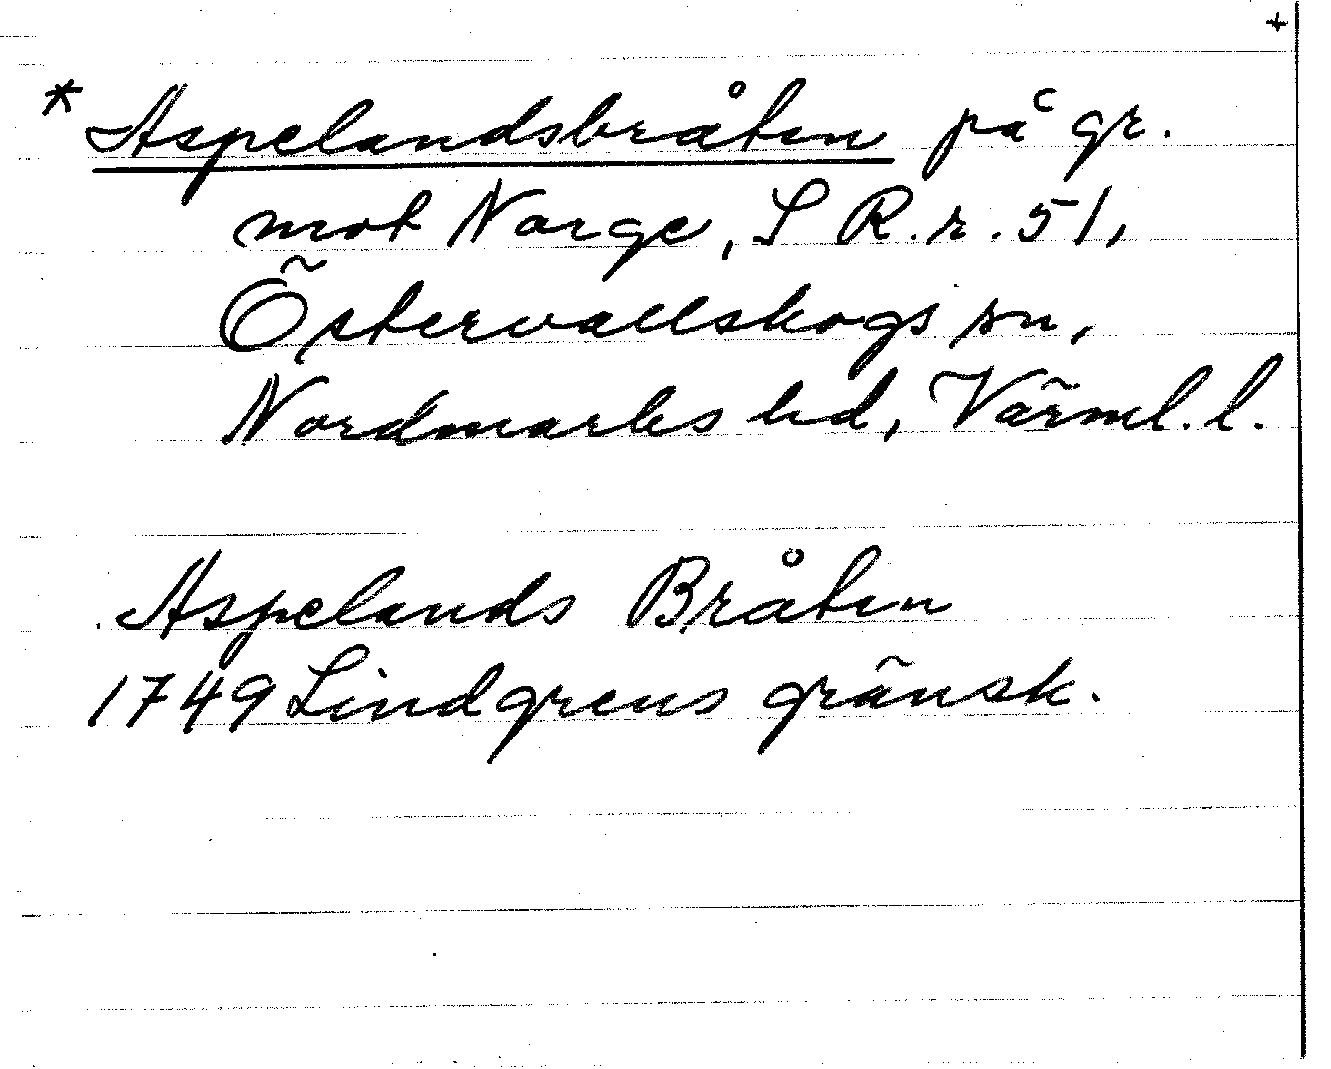 +
* Aspelandsbråten på gr.
mot Norge, S R.r. 51,
Östervallskogs sn,
Nordmarks hd, Värml. l.
Aspelands Bråten
1749 Lindgrens gränsk.